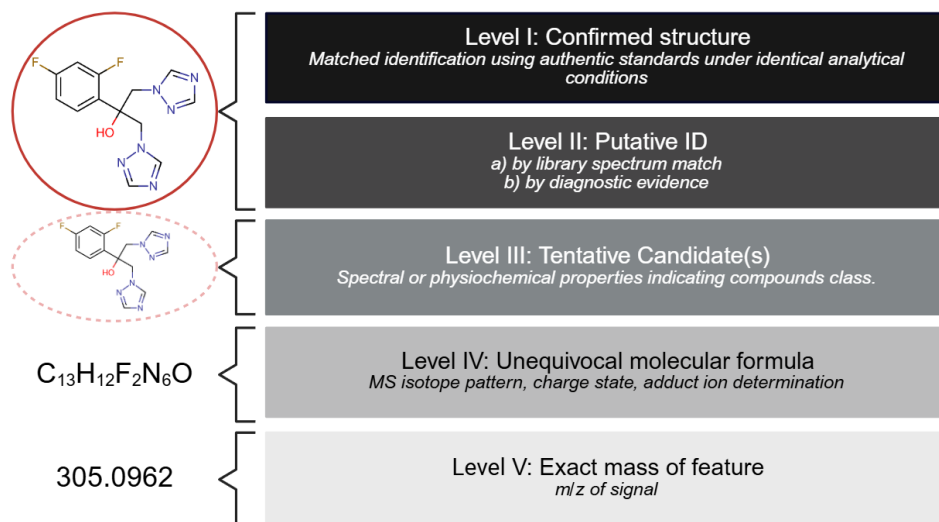 Level I: Confirmed structure
Matched identification using authentic standards under identical analytical
conditions
F
F
N
N
N
HO
N
N
N
Level II: Putative ID
a) by library spectrum match
b) by diagnostic evidence
F
F
N
N
N
HO
N
N
N
Level III: Tentative Candidate(s)
Spectral or physiochemical properties indicating compounds class.
C₁₃H₁₂F₂N₆O
Level IV: Unequivocal molecular formula
MS isotope pattern, charge state, adduct ion determination
305.0962
Level V: Exact mass of feature
m/z of signal